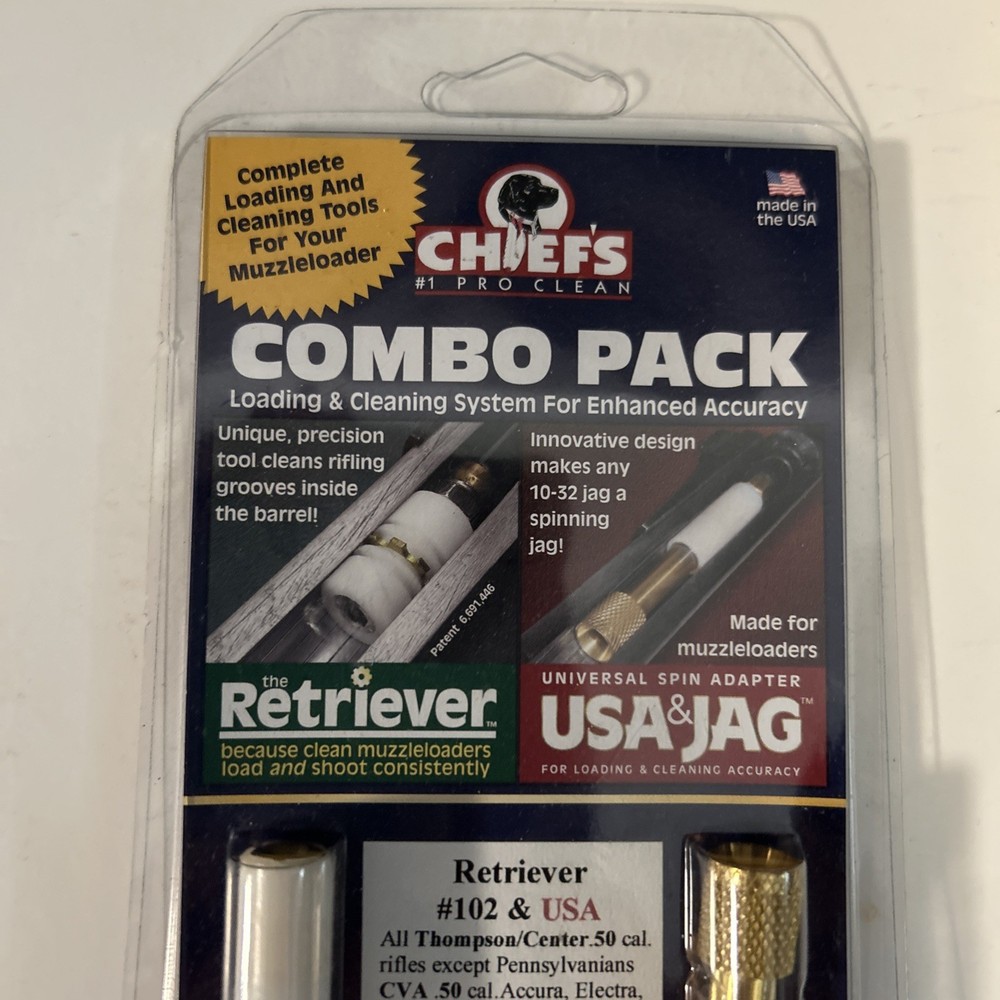 Complete
Loading And
Cleaning Tools
For Your
Muzzleloader
CHIEF'S
#1 PRO CLEAN
made in
the USA
COMBO PACK
Loading & Cleaning System For Enhanced Accuracy
Unique, precision
tool cleans rifling
grooves inside
the barrel!
Patent 6,691,446
the
Retriever™
because clean muzzleloaders
load and shoot consistently
Innovative design
makes any
10-32 jag a
spinning
jag!
Made for
muzzleloaders
UNIVERSAL SPIN ADAPTER
USA&JAG™
FOR LOADING & CLEANING ACCURACY
Retriever
#102 & USA
All Thompson/Center.50 cal.
rifles except Pennsylvanians
CVA .50 cal.Accura, Electra,